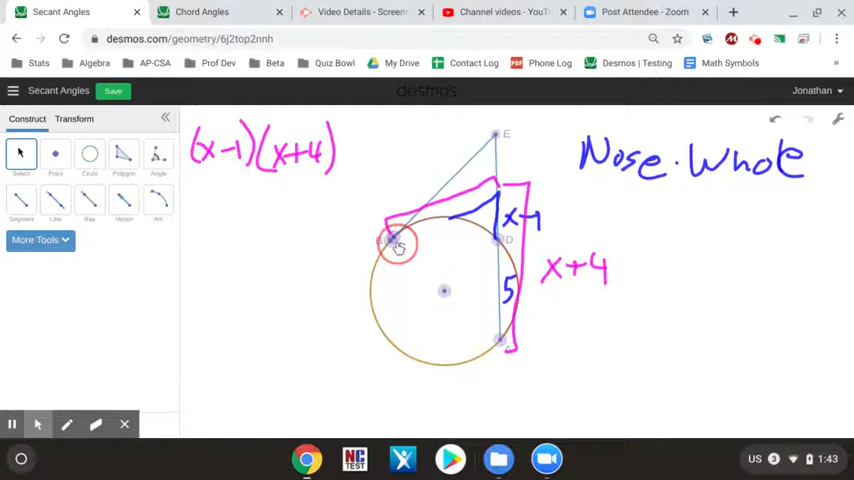 Secant Angles
Chord Angles
Video Details - Screen
Channel videos - YouTu
Post Attendee - Zoom
desmos.com/geometry/6j2top2nnh
Stats
Algebra
AP-CSA
Prof Dev
Beta
Quiz Bowl
My Drive
Contact Log
Phone Log
Desmos | Testing
Math Symbols
Secant Angles
Save
desmos
Jonathan
Construct
Transform
Select
Point
Circle
Polygon
Angle
Segment
Line
Ray
Vector
Arc
More Tools
(x-1)(x+4)
E
Nose·Whole
x-1
D
x+4
5
NC
TEST
US
3
1:43